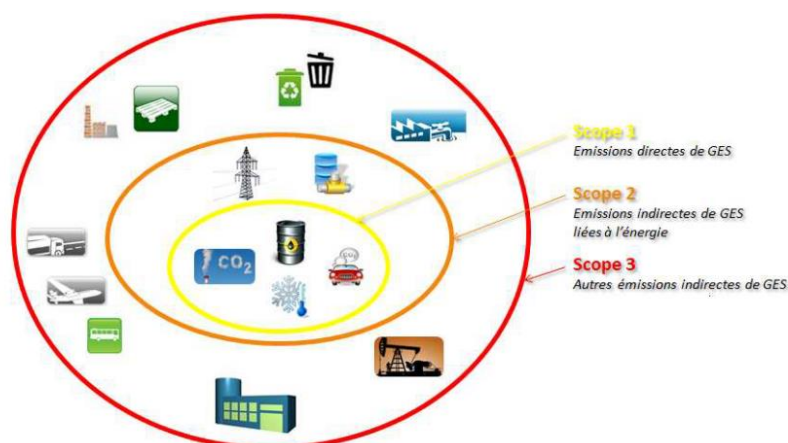 Scope 1
Emissions directes de GES
Scope 2
Emissions indirectes de GES
liées à l'énergie
Scope 3
Autres émissions indirectes de GES
CO₂
CO₂